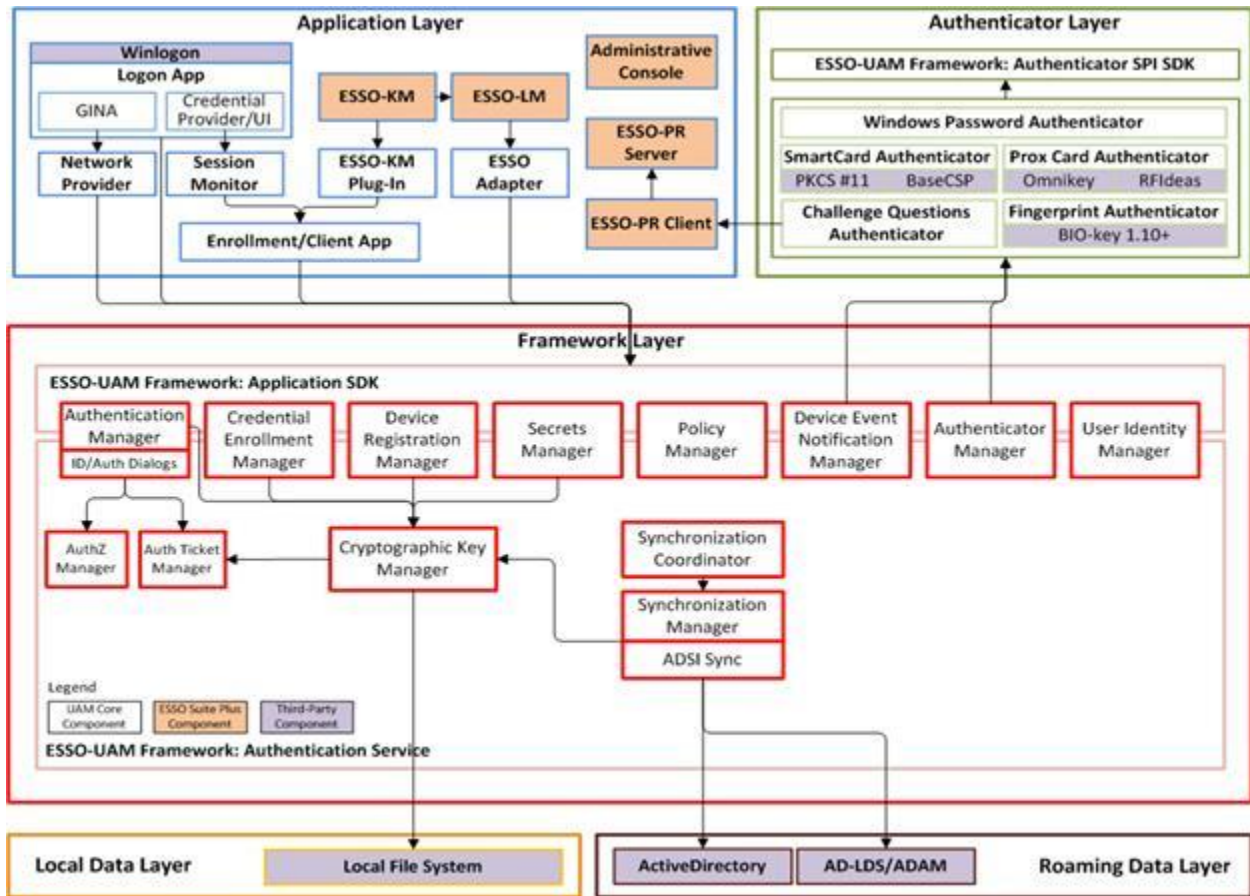 Application Layer
Winlogon
Logon App
GINA
Credential
Provider/UI
Network
Provider
Session
Monitor
ESSO-KM
ESSO-LM
ESSO-KM
Plug-In
ESSO
Adapter
Enrollment/Client App
Administrative
Console
ESSO-PR
Server
ESSO-PR Client
Authenticator Layer
ESSO-UAM Framework: Authenticator SPI SDK
Windows Password Authenticator
SmartCard Authenticator
PKCS #11 BaseCSP
Prox Card Authenticator
Omnikey RFIdeas
Challenge Questions
Authenticator
Fingerprint Authenticator
BIO-key 1.10+
Framework Layer
ESSO-UAM Framework: Application SDK
Authentication
Manager
ID/Auth Dialogs
Credential
Enrollment
Manager
Device
Registration
Manager
Secrets
Manager
Policy
Manager
Device Event
Notification
Manager
Authenticator
Manager
User Identity
Manager
AuthZ
Manager
Auth Ticket
Manager
Cryptographic Key
Manager
Synchronization
Coordinator
Synchronization
Manager
ADSI Sync
Legend
UAM Core
Component
ESSO Suite Plus
Component
Third-Party
Component
ESSO-UAM Framework: Authentication Service
Local Data Layer
Local File System
ActiveDirectory
AD-LDS/ADAM
Roaming Data Layer